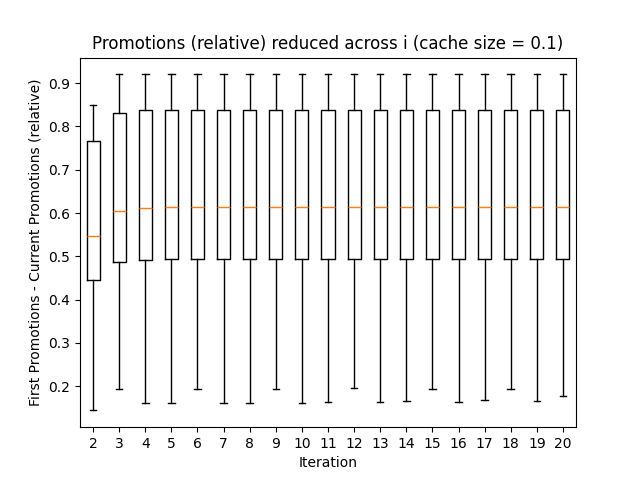 Promotions (relative) reduced across i (cache size = 0.1)
First Promotions - Current Promotions (relative)
0.9
0.8
0.7
0.6
0.5
0.4
0.3
0.2
2 3 4 5 6 7 8 9 10 11 12 13 14 15 16 17 18 19 20
Iteration